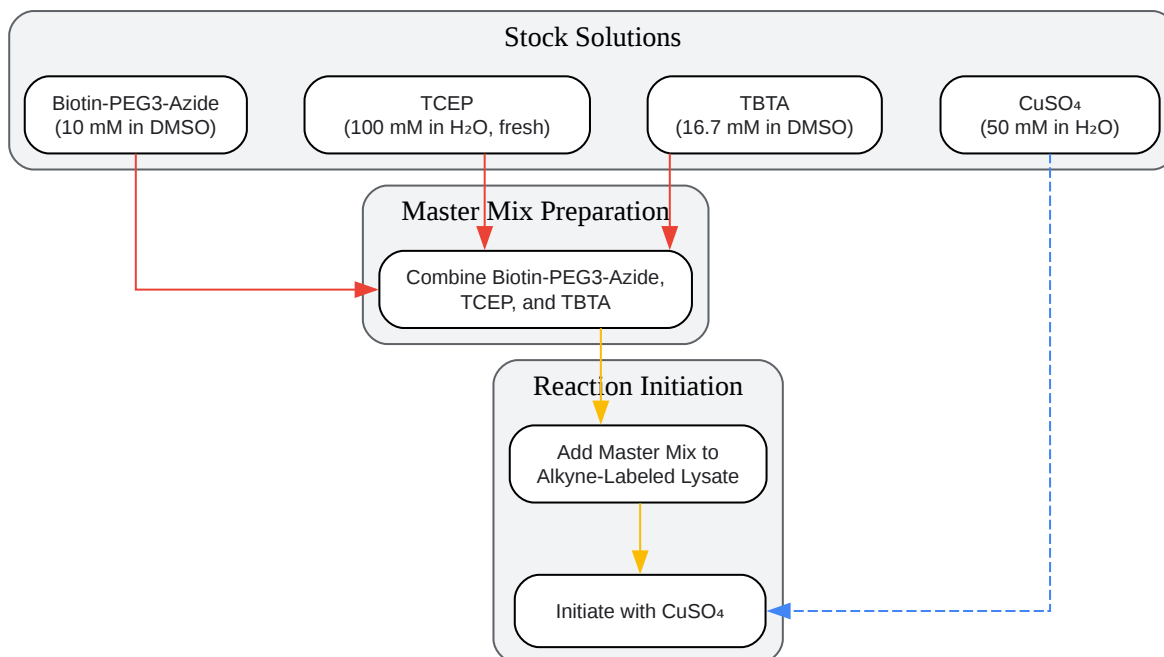 Stock Solutions
Biotin-PEG3-Azide
(10 mM in DMSO)
TCEP
(100 mM in H₂O, fresh)
TBTA
(16.7 mM in DMSO)
CuSO₄
(50 mM in H₂O)
Master Mix Preparation
Combine Biotin-PEG3-Azide,
TCEP, and TBTA
Reaction Initiation
Add Master Mix to
Alkyne-Labeled Lysate
Initiate with CuSO₄